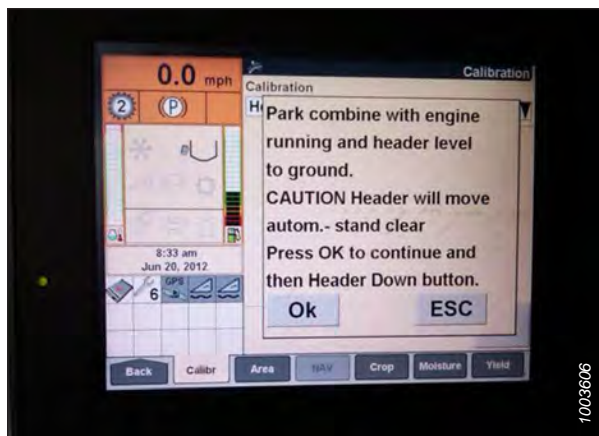 0.0 mph
2
P
Calibration
Calibration
He
Park combine with engine
running and header level
to ground.
CAUTION Header will move
autom.- stand clear
Press OK to continue and
then Header Down button.
Ok
ESC
8:33 am
Jun 20, 2012
6
GPS
Back
Calibr
Area
NAV
Crop
Moisture
Yield
1003606